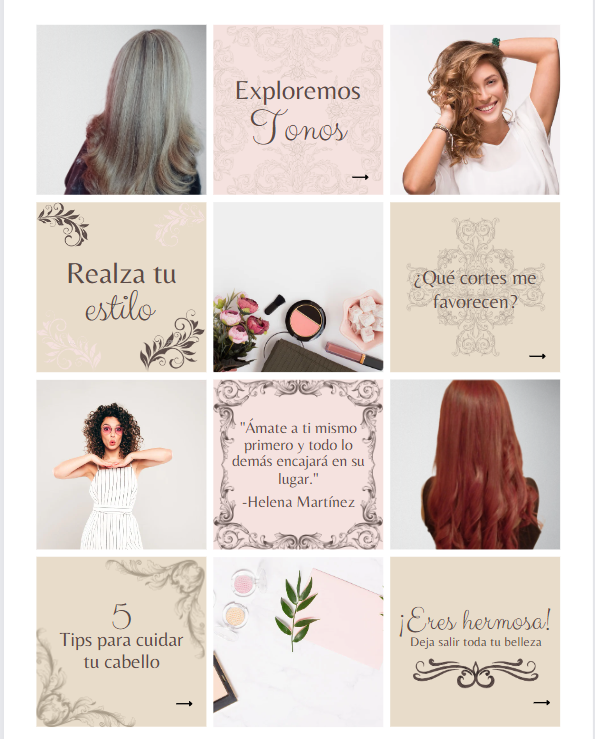 Exploremos
Tonos
Realza tu
estilo
¿Qué cortes me
favorecen?
"Ámate a ti mismo
primero y todo lo
demás encajará en su
lugar."
-Helena Martínez
5
Tips para cuidar
tu cabello
¡Eres hermosa!
Deja salir toda tu belleza